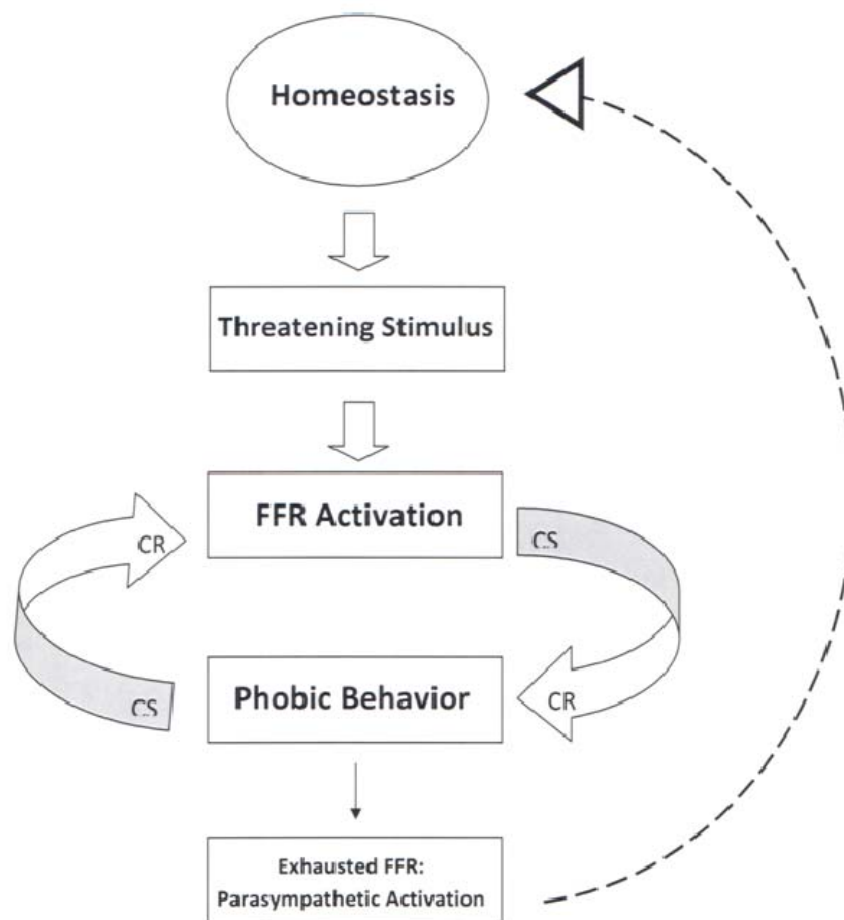 Homeostasis
Threatening Stimulus
FFR Activation
CR
CS
Phobic Behavior
CS
CR
Exhausted FFR:
Parasympathetic Activation